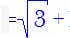 =√3 +